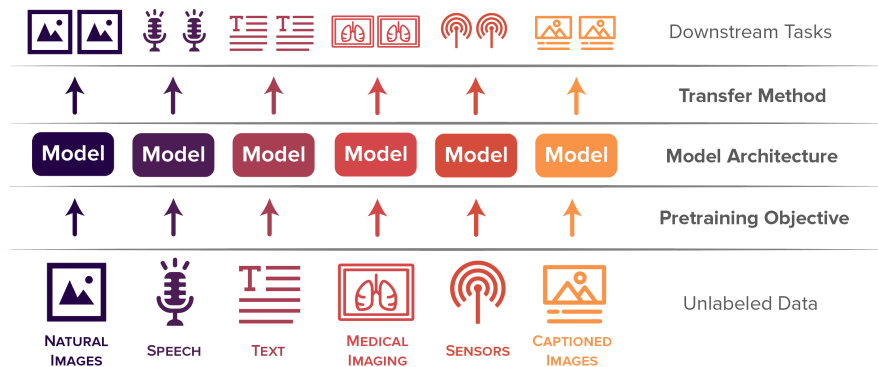 Downstream Tasks
Transfer Method
Model Model Model Model Model Model Model Architecture
Pretraining Objective
T
Unlabeled Data
NATURAL IMAGES
SPEECH
TEXT
MEDICAL IMAGING
SENSORS
CAPTIONED IMAGES